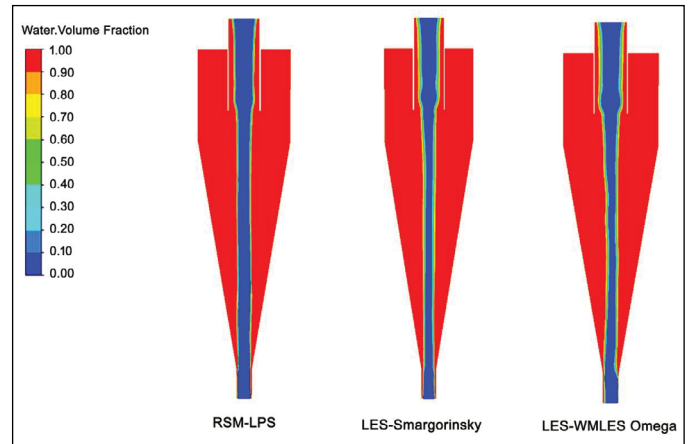 Water.Volume Fraction
1.00
0.90
0.80
0.70
0.60
0.50
0.40
0.30
0.20
0.10
0.00
RSM-LPS
LES-Smargorinsky
LES-WMLES Omega